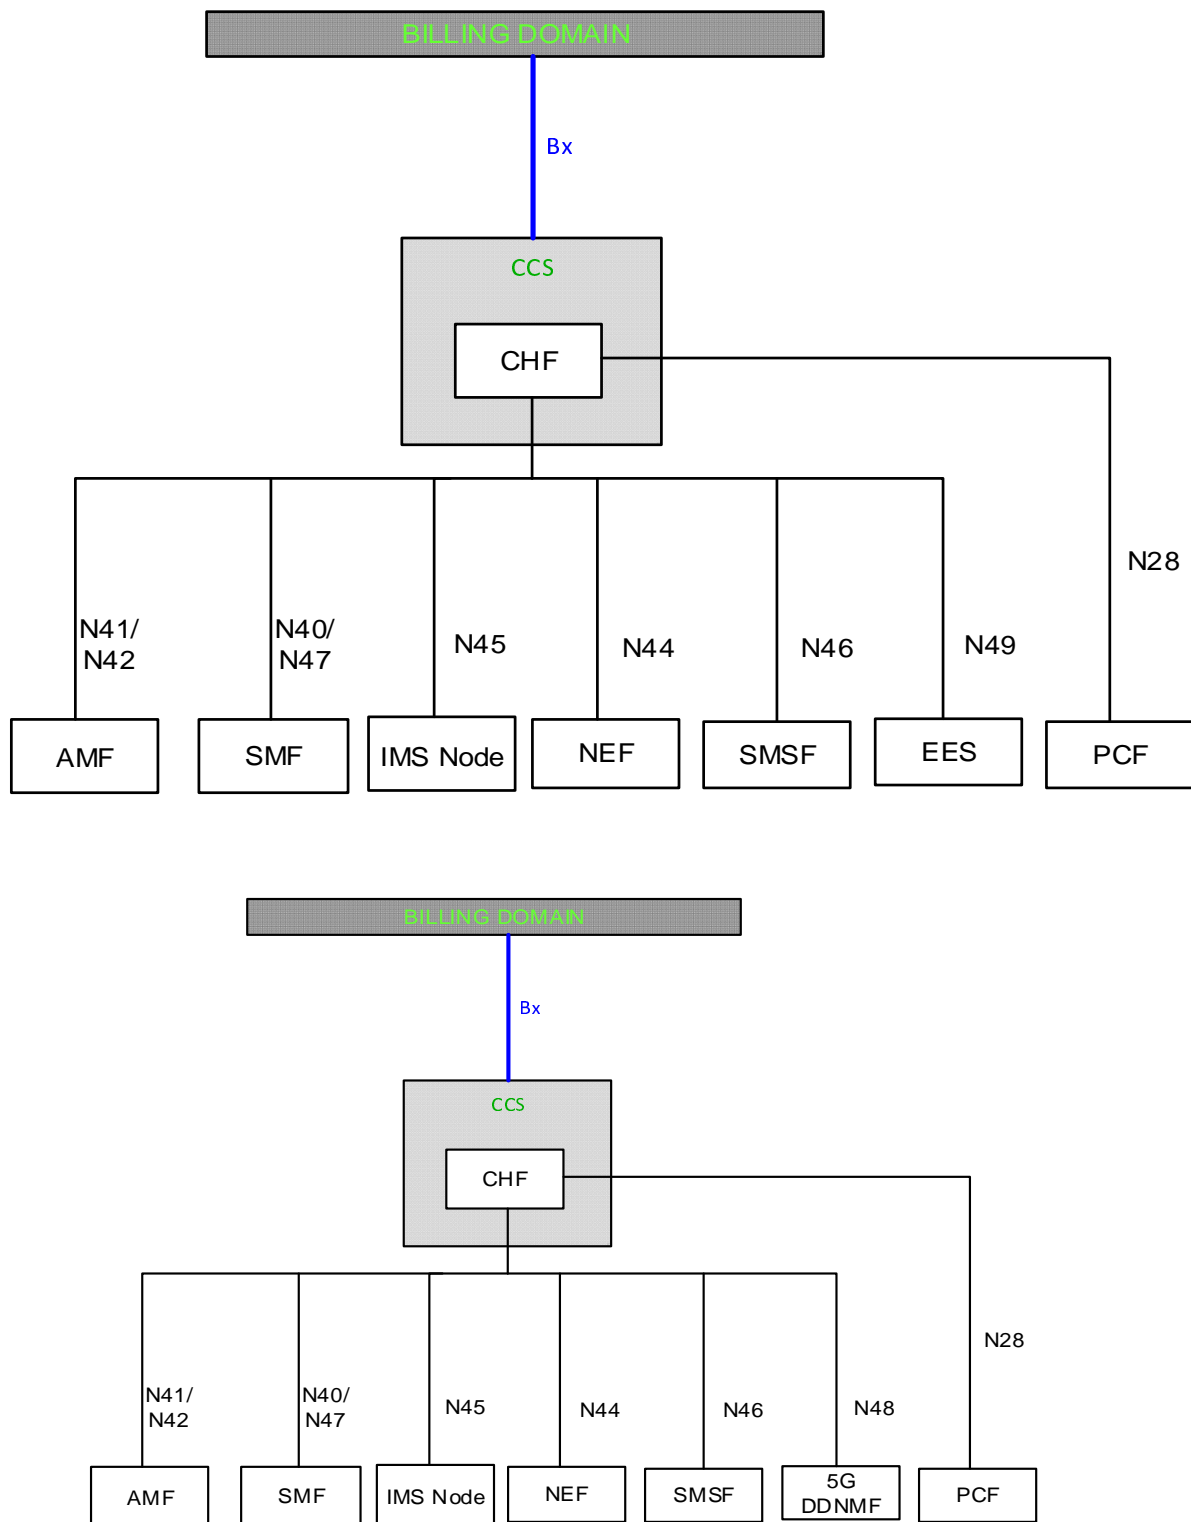 BILLING DOMAIN
Bx
CCS
CHF
N28
N41/
N42
N40/
N47
N45
N44
N46
N49
AMF
SMF
IMS Node
NEF
SMSF
EES
PCF
BILLING DOMAIN
Bx
CCS
CHF
N28
N41/
N42
N40/
N47
N45
N44
N46
N48
AMF
SMF
IMS Node
NEF
SMSF
5G
DDNMF
PCF